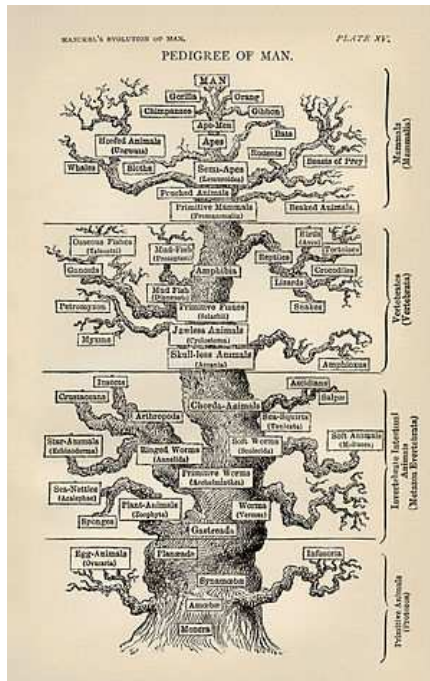 HAECKEL'S EVOLUTION OF MAN.
PLATE XV.
PEDIGREE OF MAN.
MAN
Gorilla
Orang
Chimpanzee
Gibbon
Ape-Men
Apes
Bats
Hoofed Animals
(Ungulata)
Rodents
Whales
Sloths
Semi-Apes
(Lemuroidea)
Beasts of Prey
Pouched Animals
Primitive Mammals
(Promammalia)
Beaked Animals.
Mammals
(Mammalia)
Osseous Fishes
(Teleostei)
Mud-Fish
(Protopteri)
Birds
(Aves)
Tortoises
Reptiles
Ganoids
Amphibia
Crocodiles
Lizards
Mud Fish
(Dipneusta)
Petromyzon
Primitive Fishes
(Selachii)
Snakes
Jawless Animals
(Cyclostoma)
Myxine
Skull-less Animals
(Acrania)
Amphioxus
Vertebrates
(Vertebrata)
Insects
Crustaceans
Ascidians
Salpæ
Chorda-Animals
Arthropods
Sea-Squirts
(Tunicata)
Star-Animals
(Echinoderma)
Ringed Worms
(Annelida)
Soft Worms
(Scolecida)
Soft Animals
(Mollusca)
Primitive Worms
(Archelminthes)
Sea-Nettles
(Acalephæ)
Plant-Animals
(Zoophyta)
Worms
(Vermes)
Sponges
Gastreada
Invertebrate Intestinal
Animals
(Metazoa Evertebrata)
Egg-Animals
(Ovularia)
Planæada
Infusoria
Synamœbæ
Amœbæ
Monera
Primitive Animals
(Protozoa)